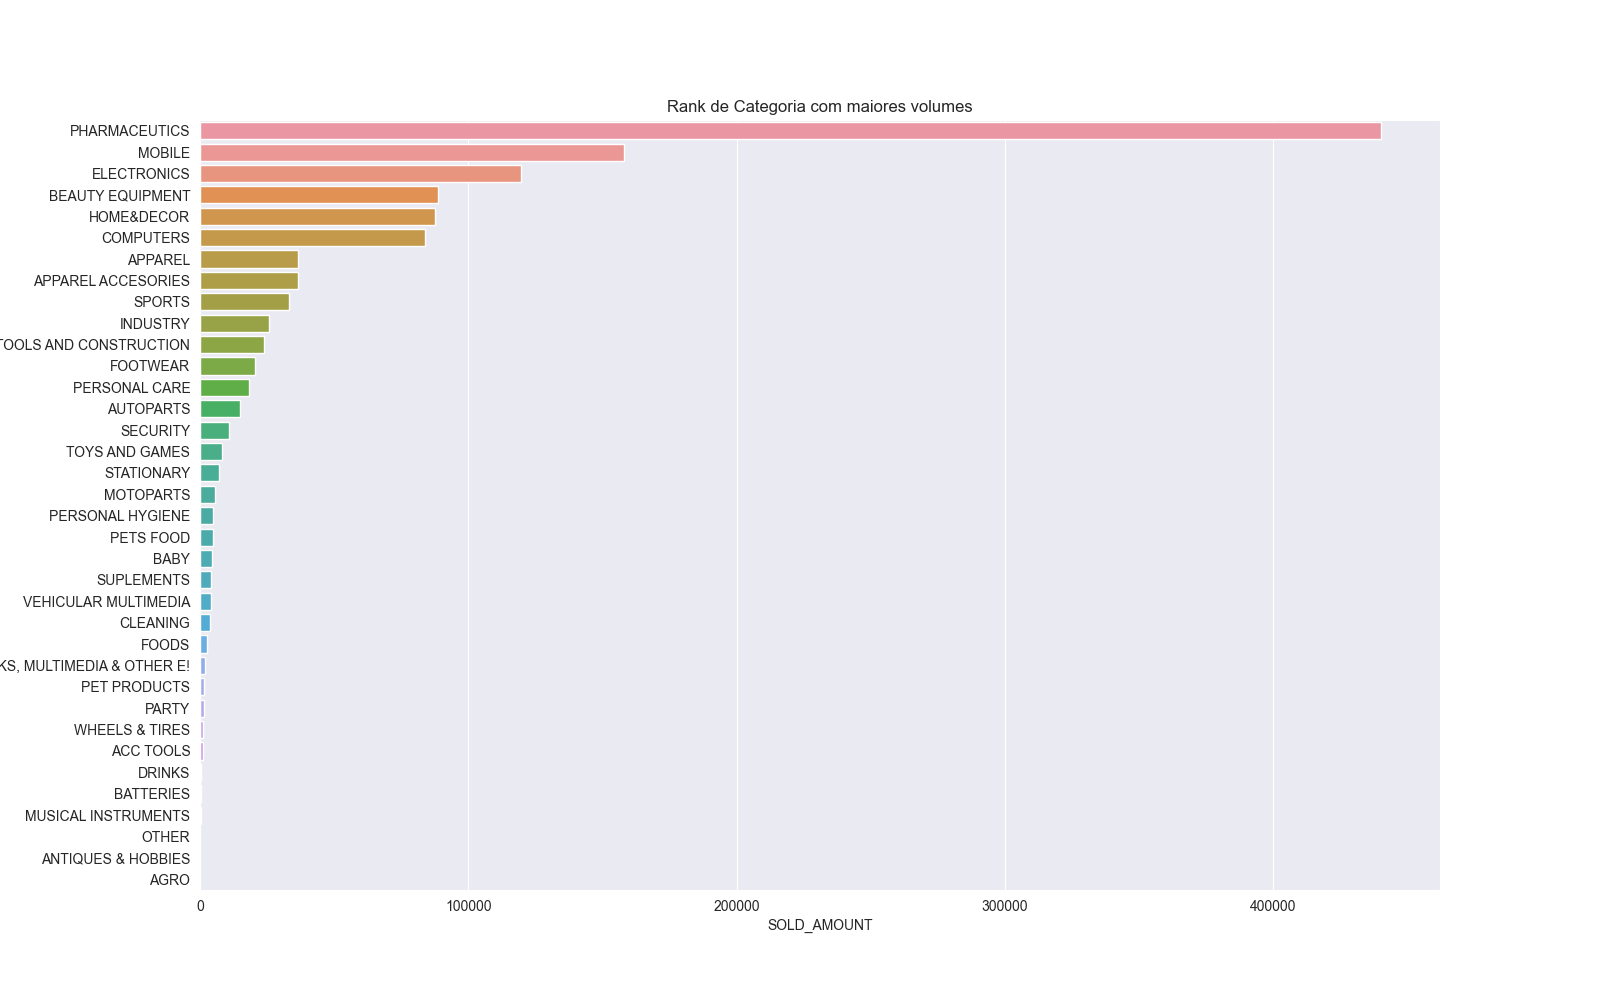 Rank de Categoria com maiores volumes
PHARMACEUTICS
MOBILE
ELECTRONICS
BEAUTY EQUIPMENT
HOME&DECOR
COMPUTERS
APPAREL
APPAREL ACCESORIES
SPORTS
INDUSTRY
TOOLS AND CONSTRUCTION
FOOTWEAR
PERSONAL CARE
AUTOPARTS
SECURITY
TOYS AND GAMES
STATIONARY
MOTOPARTS
PERSONAL HYGIENE
PETS FOOD
BABY
SUPLEMENTS
VEHICULAR MULTIMEDIA
CLEANING
FOODS
KS, MULTIMEDIA & OTHER E!
PET PRODUCTS
PARTY
WHEELS & TIRES
ACC TOOLS
DRINKS
BATTERIES
MUSICAL INSTRUMENTS
OTHER
ANTIQUES & HOBBIES
AGRO
0 100000 200000 300000 400000
SOLD_AMOUNT